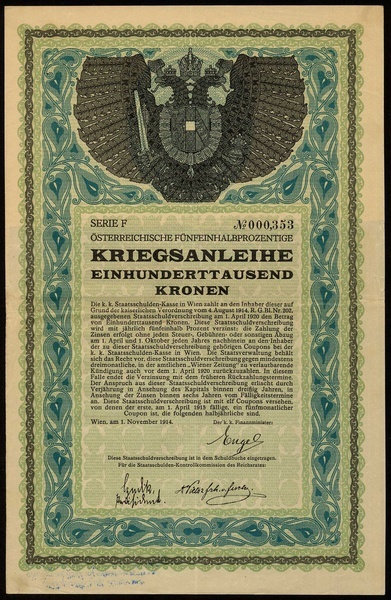 SERIE F № 000,353
ÖSTERREICHISCHE FÜNFEINHALBPROZENTIGE
KRIEGSANLEIHE
EINHUNDERTTAUSEND
KRONEN
Die k. k. Staatsschulden-Kasse in Wien zahlt an den Inhaber dieser auf
Grund der kaiserlichen Verordnung vom 4. August 1914, R. G. Bl. Nr. 202,
ausgegebenen Staatsschuldverschreibung am 1. April 1920 den Betrag
von Einhunderttausend Kronen. Diese Staatsschuldverschreibung
wird mit jährlich fünfeinhalb Prozent verzinst; die Zahlung der
Zinsen erfolgt ohne jeden Steuer-, Gebühren- oder sonstigen Abzug
am 1. April und 1. Oktober jeden Jahres nachhinein an den Inhaber
der zu dieser Staatsschuldverschreibung gehörigen Coupons bei der
k. k. Staatsschulden-Kasse in Wien. Die Staatsverwaltung behält
sich das Recht vor, diese Staatsschuldverschreibung gegen mindestens
dreimonatliche, in der amtlichen „Wiener Zeitung“ zu verlautbarende
Kündigung auch vor dem 1. April 1920 zurückzuzahlen. In diesem
Falle endet die Verzinsung mit dem früheren Rückzahlungstermine.
Der Anspruch aus dieser Staatsschuldverschreibung erlischt durch
Verjährung in Ansehung des Kapitals binnen dreißig Jahren, in
Ansehung der Zinsen binnen sechs Jahren vom Fälligkeitstermine
an. Diese Staatsschuldverschreibung ist mit elf Coupons versehen,
von denen der erste, am 1. April 1915 fällige, ein fünfmonatlicher
Coupon ist, die folgenden halbjährliche sind.
Wien, am 1. November 1914. Der k. k. Finanzminister:
Engel
Diese Staatsschuldverschreibung ist in dem Schuldbuche eingetragen.
Für die Staatsschulden-Kontrollkommission des Reichsrates: